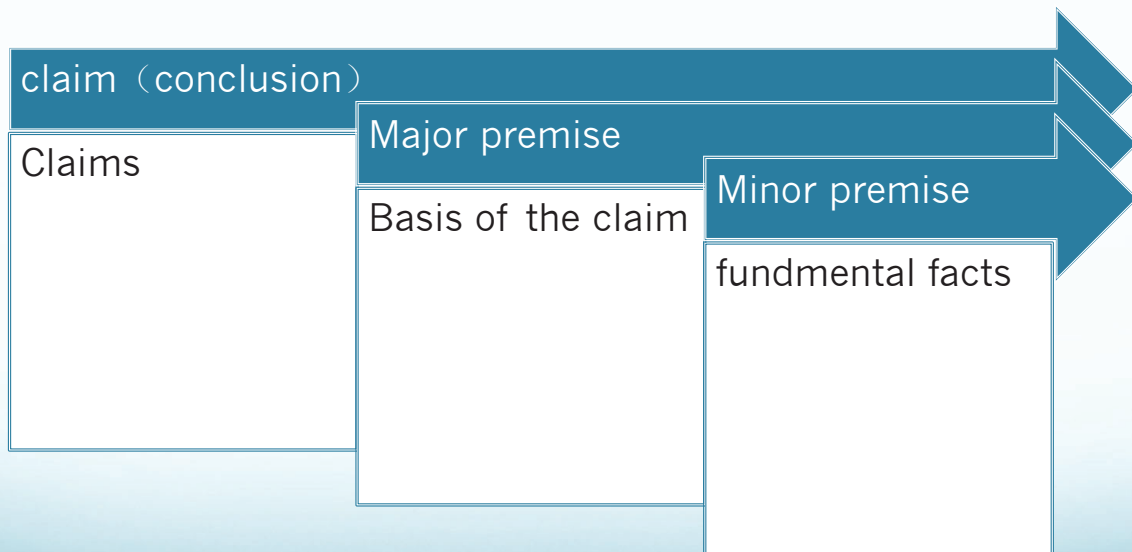 claim（conclusion）
Claims
Major premise
Basis of the claim
Minor premise
fundmental facts